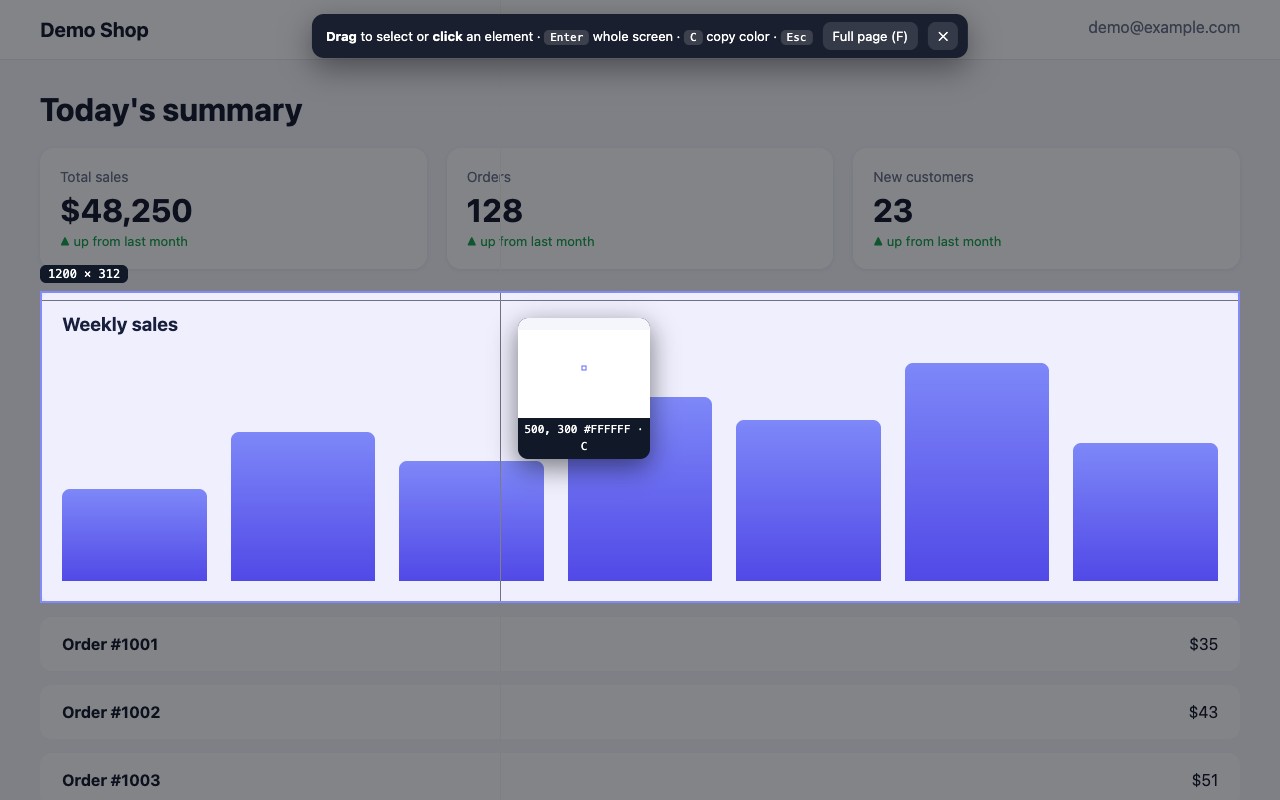 Demo Shop
Drag to select or click an element · Enter whole screen · C copy color · Esc
Full page (F)
✕
demo@example.com
Today's summary
Total sales
$48,250
▲ up from last month
Orders
128
▲ up from last month
New customers
23
▲ up from last month
1200 × 312
Weekly sales
500, 300 #FFFFFF ·
C
Order #1001
$35
Order #1002
$43
Order #1003
$51